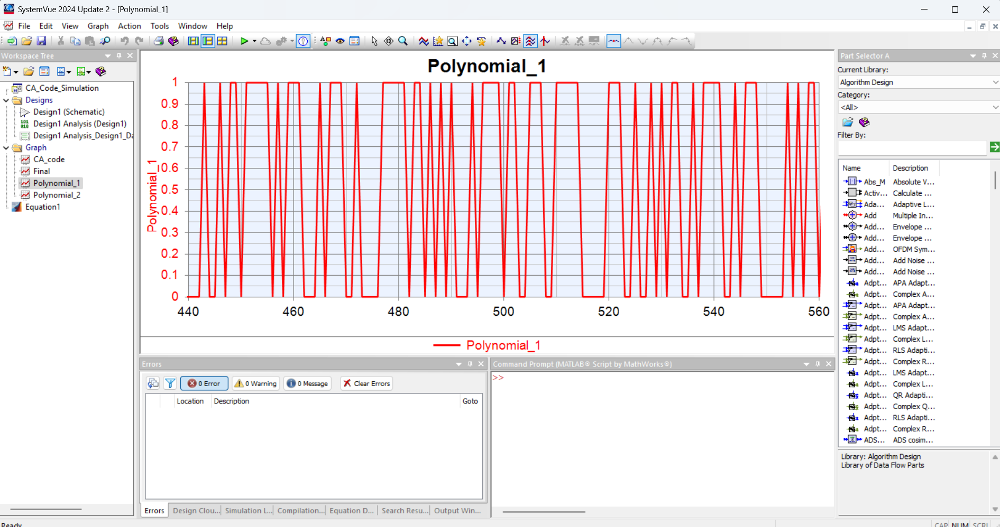 SystemVue 2024 Update 2 - [Polynomial_1]
File Edit View Graph Action Tools Window Help
Workspace Tree
CA_Code_Simulation
Designs
Design1 (Schematic)
Design1 Analysis (Design1)
Design1 Analysis_Design1_Da
Graph
CA_code
Final
Polynomial_1
Polynomial_2
Equation1
Polynomial_1
Polynomial_1
1
0.9
0.8
0.7
0.6
0.5
0.4
0.3
0.2
0.1
0
440 460 480 500 520 540 560
Polynomial_1
Errors
0 Error 0 Warning 0 Message Clear Errors
Location Description Goto
Errors Design Clou... Simulation L... Compilation... Equation D... Search Resu... Output Win...
Command Prompt (MATLAB® Script by MathWorks®)
>>
Part Selector A
Current Library:
Algorithm Design
Category:
<All>
Filter By:
Name Description
Abs_M Absolute V...
Activ... Calculate ...
Ada... Adaptive L...
Add Multiple In...
Add... Envelope ...
Add... Envelope ...
Add... OFDM Sym...
Add... Add Noise ...
Add... Add Noise ...
Adpt... APA Adapt...
Adpt... Complex A...
Adpt... APA Adapt...
Adpt... Complex A...
Adpt... LMS Adapt...
Adpt... Complex L...
Adpt... RLS Adapti...
Adpt... Complex R...
Adpt... LMS Adapt...
Adpt... Complex L...
Adpt... QR Adapti...
Adpt... Complex Q...
Adpt... RLS Adapti...
Adpt... Complex R...
ADS... ADS cosim...
Library: Algorithm Design
Library of Data Flow Parts
Ready
CAP NUM SCRL